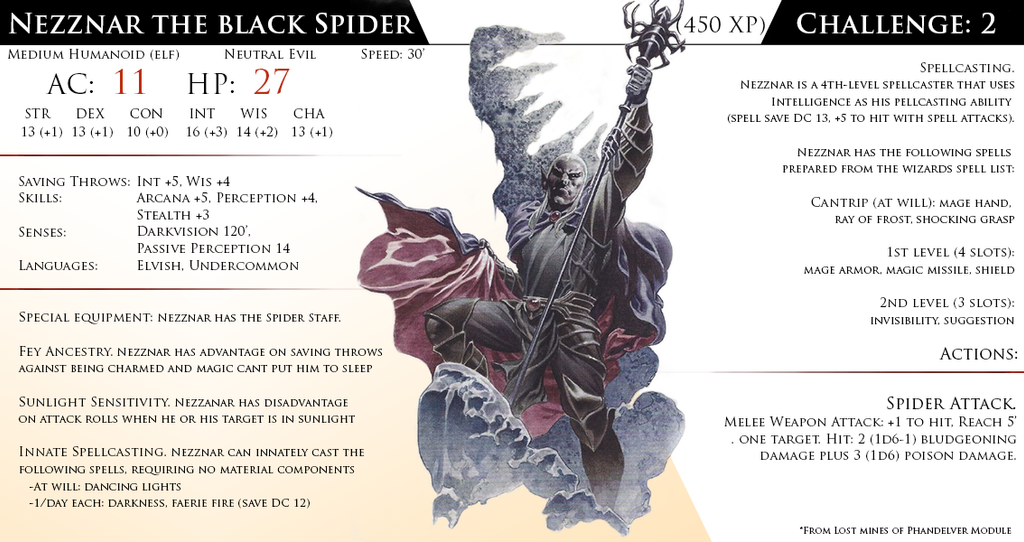 Nezznar the Black Spider
(450 XP)
Challenge: 2
Medium Humanoid (elf) Neutral Evil Speed: 30'
AC: 11 HP: 27
STR DEX CON INT WIS CHA
13 (+1) 13 (+1) 10 (+0) 16 (+3) 14 (+2) 13 (+1)
Saving Throws: Int +5, Wis +4
Skills: Arcana +5, Perception +4,
Stealth +3
Senses: Darkvision 120',
Passive Perception 14
Languages: Elvish, Undercommon
Special equipment: Nezznar has the Spider Staff.
Fey Ancestry. Nezznar has advantage on saving throws
against being charmed and magic cant put him to sleep
Sunlight Sensitivity. Nezzanar has disadvantage
on attack rolls when he or his target is in sunlight
Innate Spellcasting. Nezznar can innately cast the
following spells, requiring no material components
-At will: dancing lights
-1/day each: darkness, faerie fire (save DC 12)
Spellcasting.
Nezznar is a 4th-level spellcaster that uses
Intelligence as his pellcasting ability
(spell save DC 13, +5 to hit with spell attacks).
Nezznar has the following spells
prepared from the wizards spell list:
Cantrip (at will): mage hand,
ray of frost, shocking grasp
1st level (4 slots):
mage armor, magic missile, shield
2nd level (3 slots):
invisibility, suggestion
Actions:
Spider Attack.
Melee Weapon Attack: +1 to hit, Reach 5'
. one target. Hit: 2 (1d6-1) bludgeoning
damage plus 3 (1d6) poison damage.
*From Lost mines of Phandelver Module